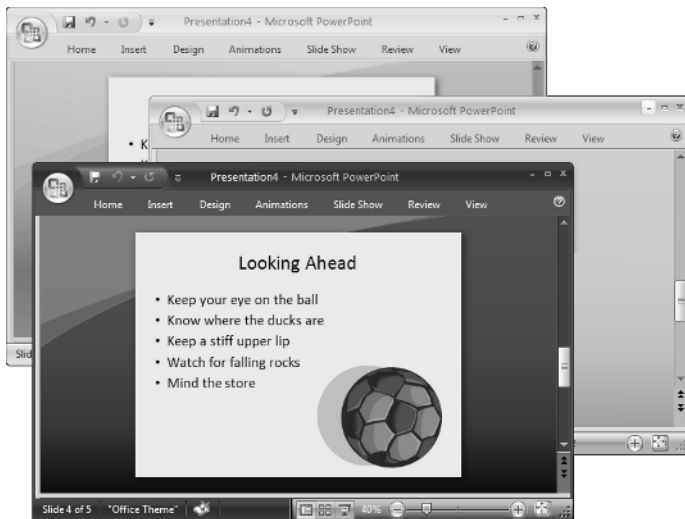 Presentation4 - Microsoft PowerPoint
Home Insert Design Animations Slide Show Review View
• K
Slid
Presentation4 - Microsoft PowerPoint
Home Insert Design Animations Slide Show Review View
Presentation4 - Microsoft PowerPoint
Home Insert Design Animations Slide Show Review View
Looking Ahead
• Keep your eye on the ball
• Know where the ducks are
• Keep a stiff upper lip
• Watch for falling rocks
• Mind the store
Slide 4 of 5 "Office Theme" 40%